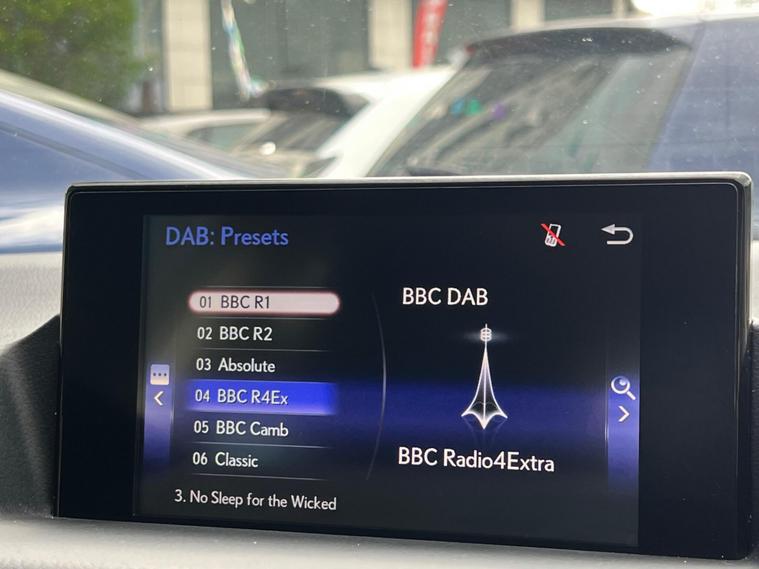 DAB: Presets
01 BBC R1
02 BBC R2
03 Absolute
04 BBC R4Ex
05 BBC Camb
06 Classic
3. No Sleep for the Wicked
BBC DAB
BBC Radio4Extra